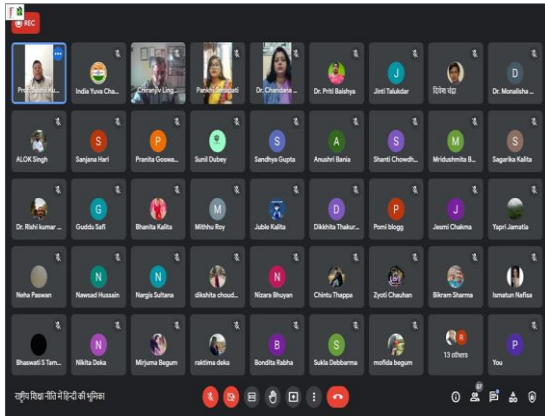 REC
Prof. Sushil Ku...
India Yuva Cha...
Chiranjiv Ling...
Pankhi Senapati
Dr. Chandana ...
Dr. Priti Baishya
J
Jinti Talukdar
दिवेश चंद्रा
D
Dr. Monalisha ...
ALOK Singh
S
Sanjana Hari
P
Pranita Goswa...
Sunil Dubey
S
Sandhya Gupta
A
Anushri Bania
S
Shanti Chowdh...
M
Mridushmita B...
S
Sagarika Kalita
Dr. Rishi kumar ...
G
Guddu Safi
Bhanita Kalita
M
Mithhu Roy
Juble Kalita
D
Dikkhita Thakur...
P
Pomi blogg
J
Jesmi Chakma
Yapri Jamatia
Neha Paswan
N
Nawsad Hussain
N
Nargis Sultana
dikshita choud...
N
Nizara Bhuyan
Chintu Thappa
Zyoti Chauhan
Bikram Sharma
Ismatun Nafisa
Bhaswati S Tam...
N
Nikita Deka
Mirjuma Begum
raktima deka
B
Bondita Rabha
S
Sukla Debbarma
mofida begum
R
13 others
P
You
राष्ट्रीय शिक्षा नीति में हिन्दी की भूमिका